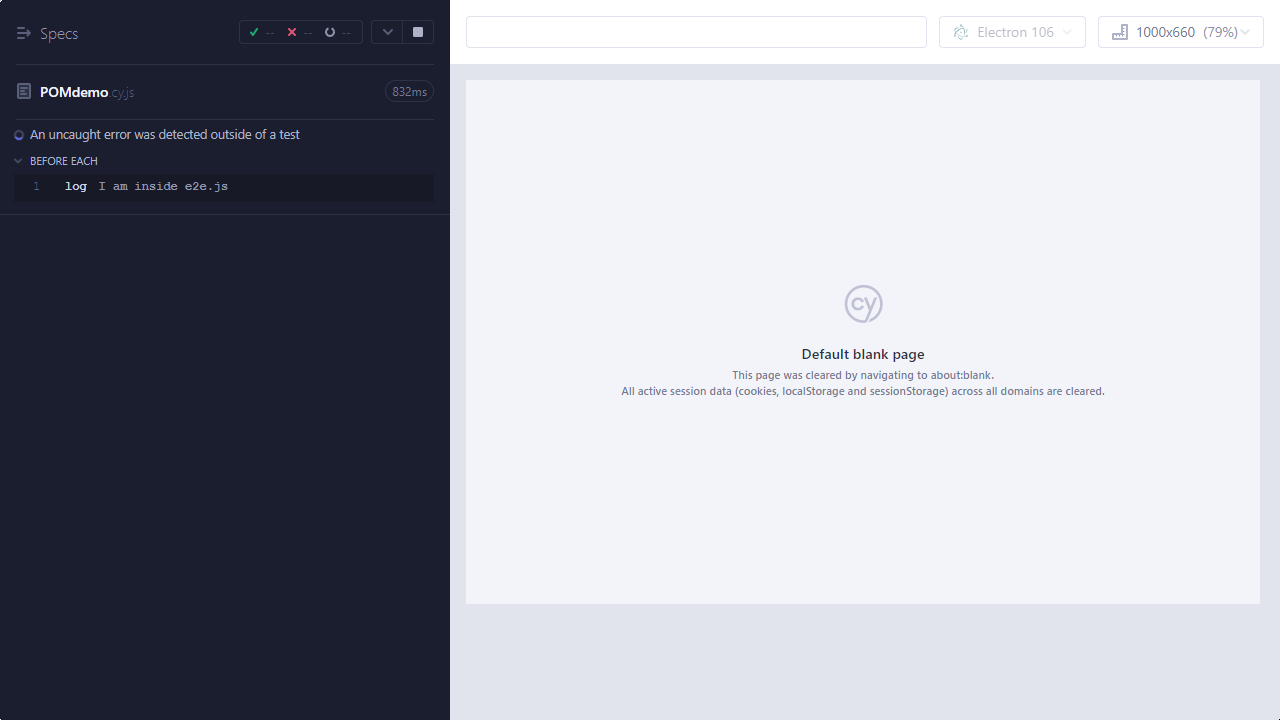 Specs
--
--
--
POMdemo.cy.js
832ms
An uncaught error was detected outside of a test
BEFORE EACH
1 log I am inside e2e.js
Electron 106
1000x660 (79%)
cy
Default blank page
This page was cleared by navigating to about:blank.
All active session data (cookies, localStorage and sessionStorage) across all domains are cleared.